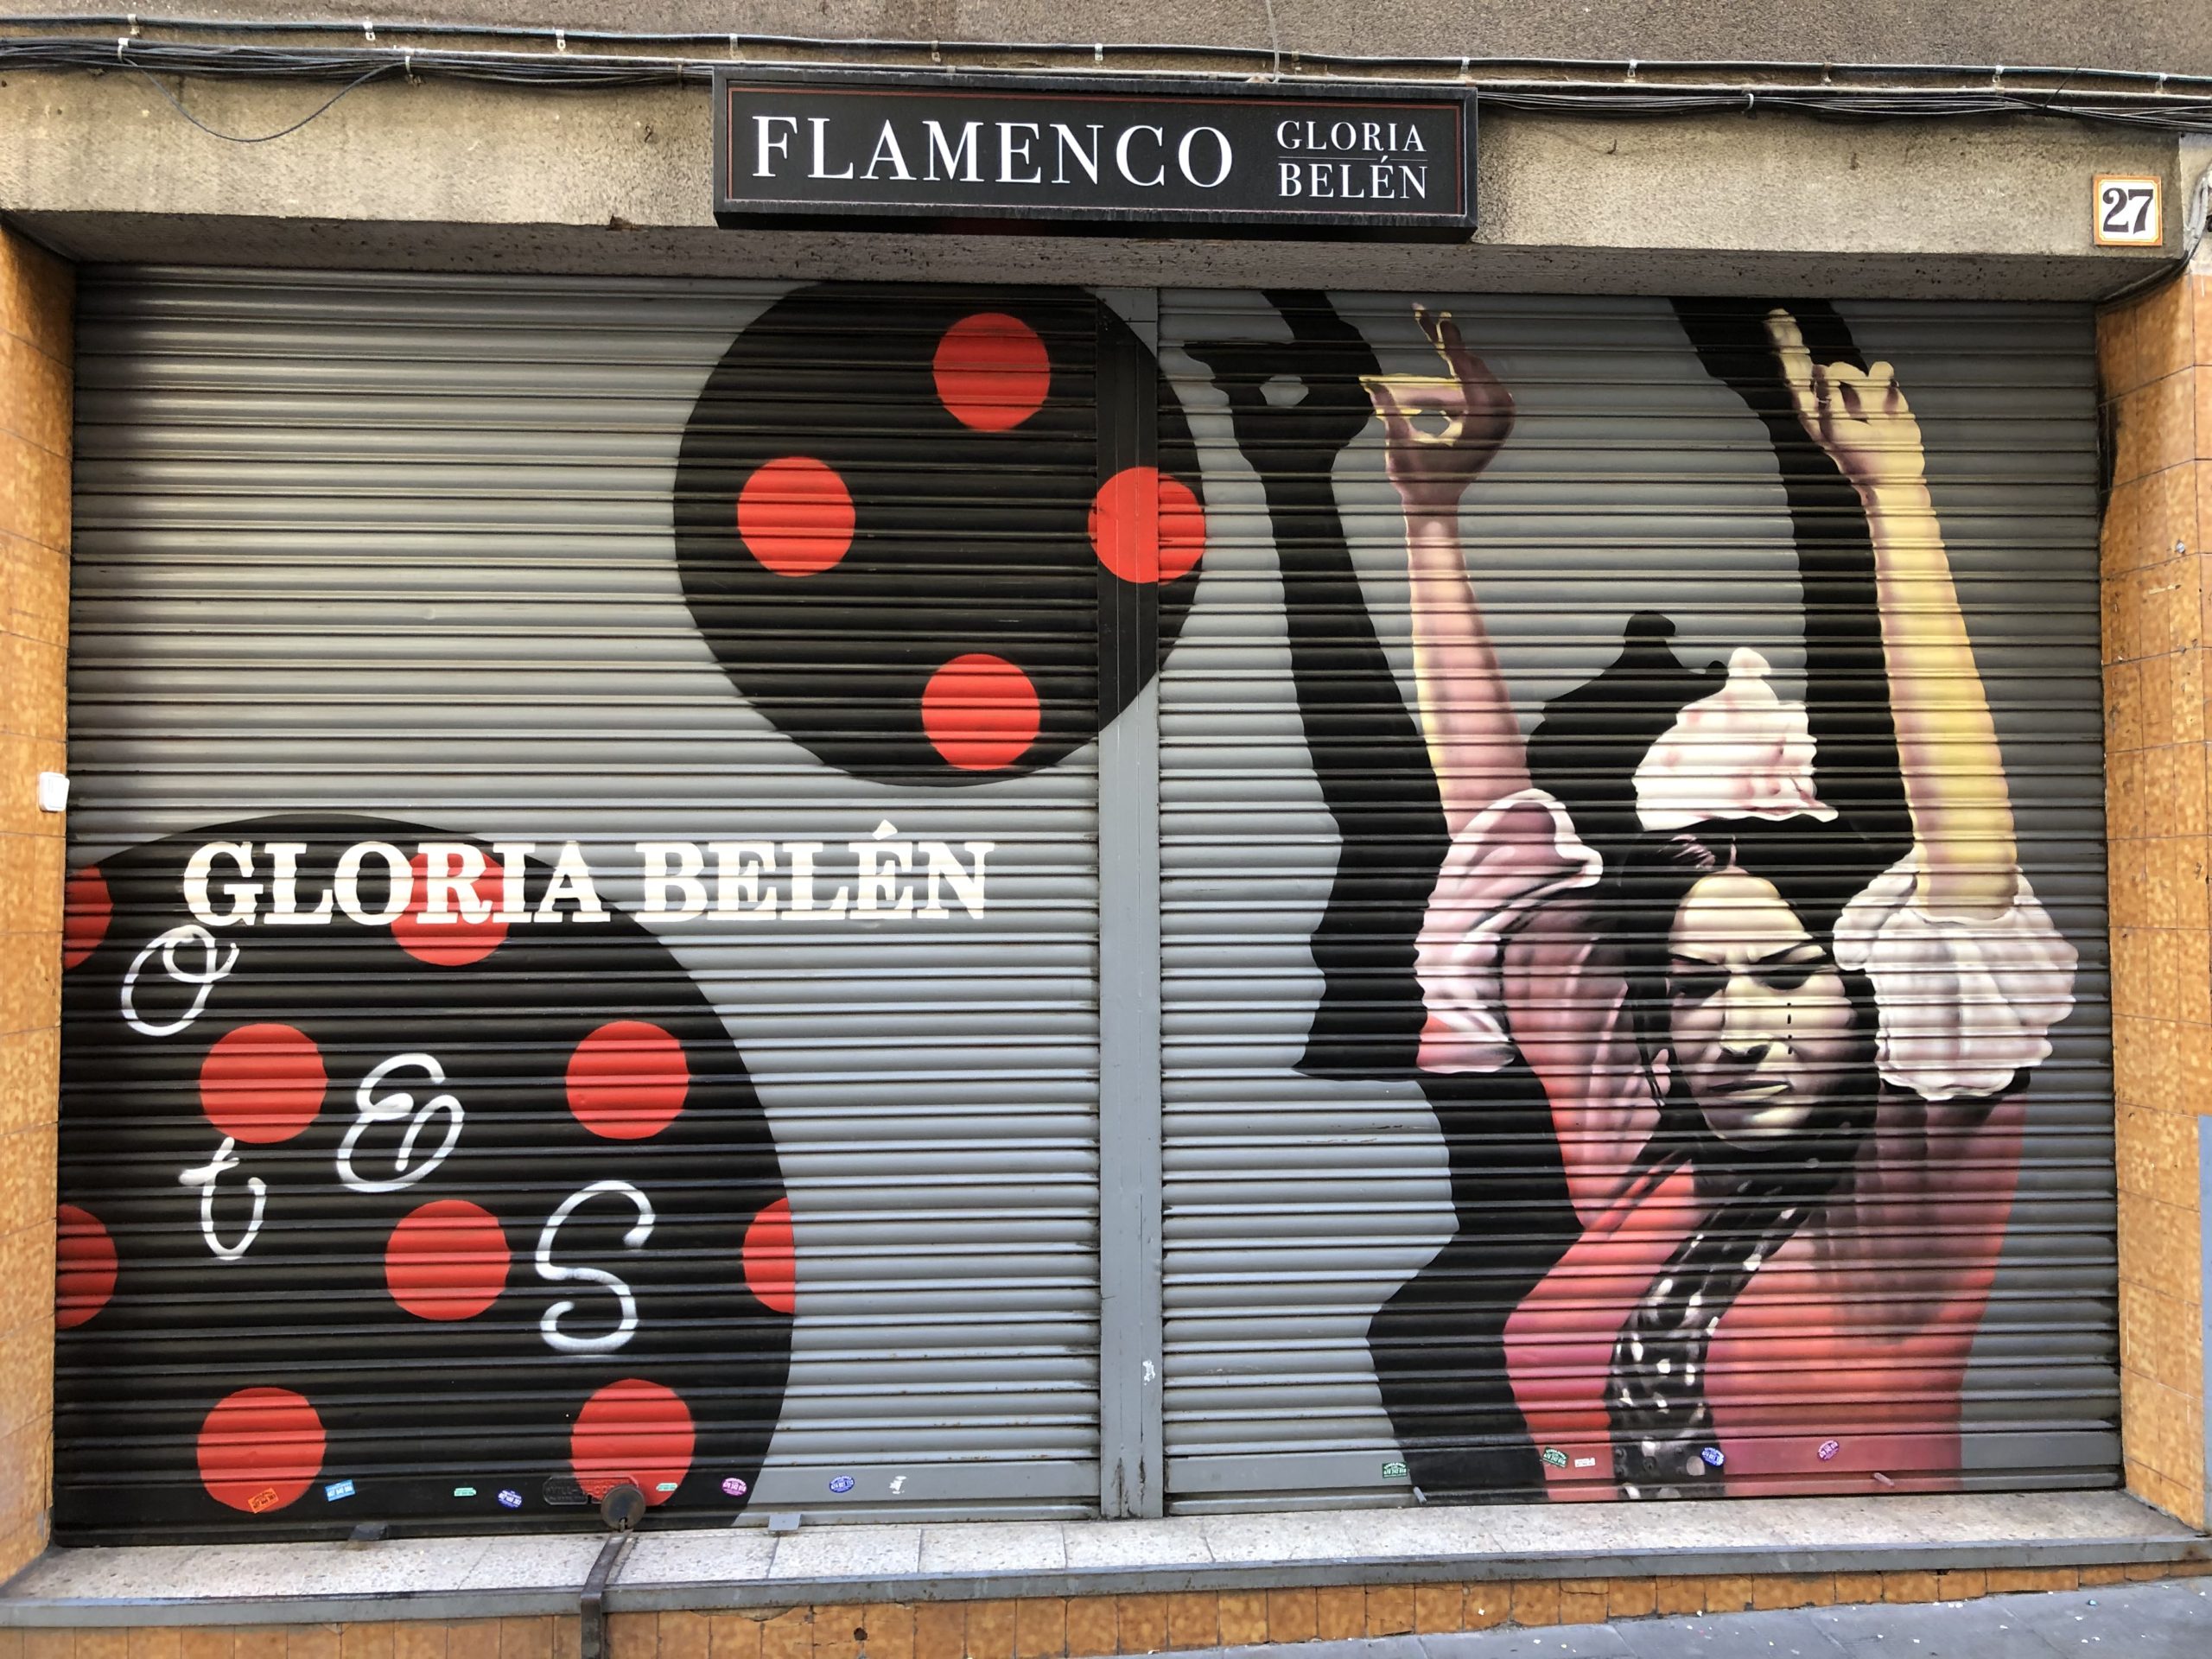 FLAMENCO
GLORIA
BELÉN
27
GLORIA BELÉN
O
E
t
S